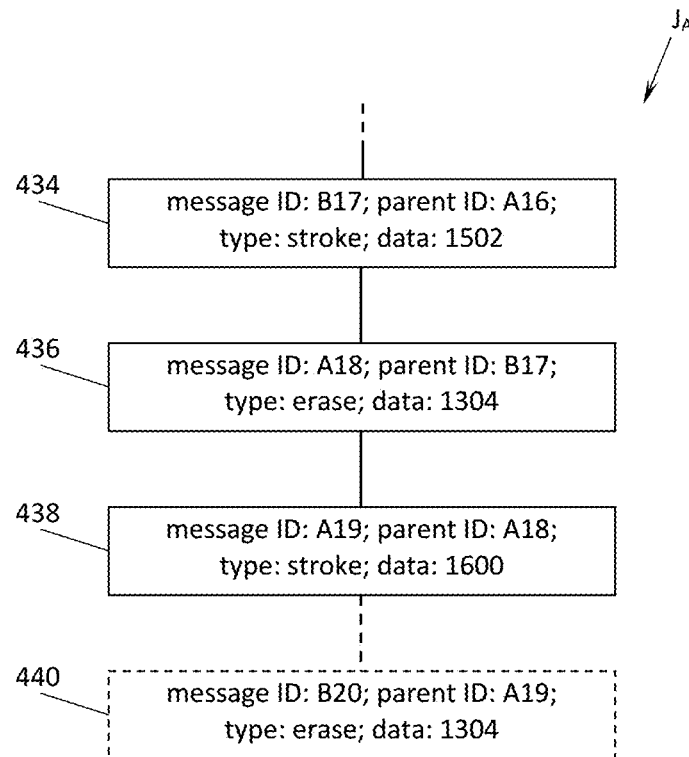 J_A
434
message ID: B17; parent ID: A16;
type: stroke; data: 1502
436
message ID: A18; parent ID: B17;
type: erase; data: 1304
438
message ID: A19; parent ID: A18;
type: stroke; data: 1600
440
message ID: B20; parent ID: A19;
type: erase; data: 1304